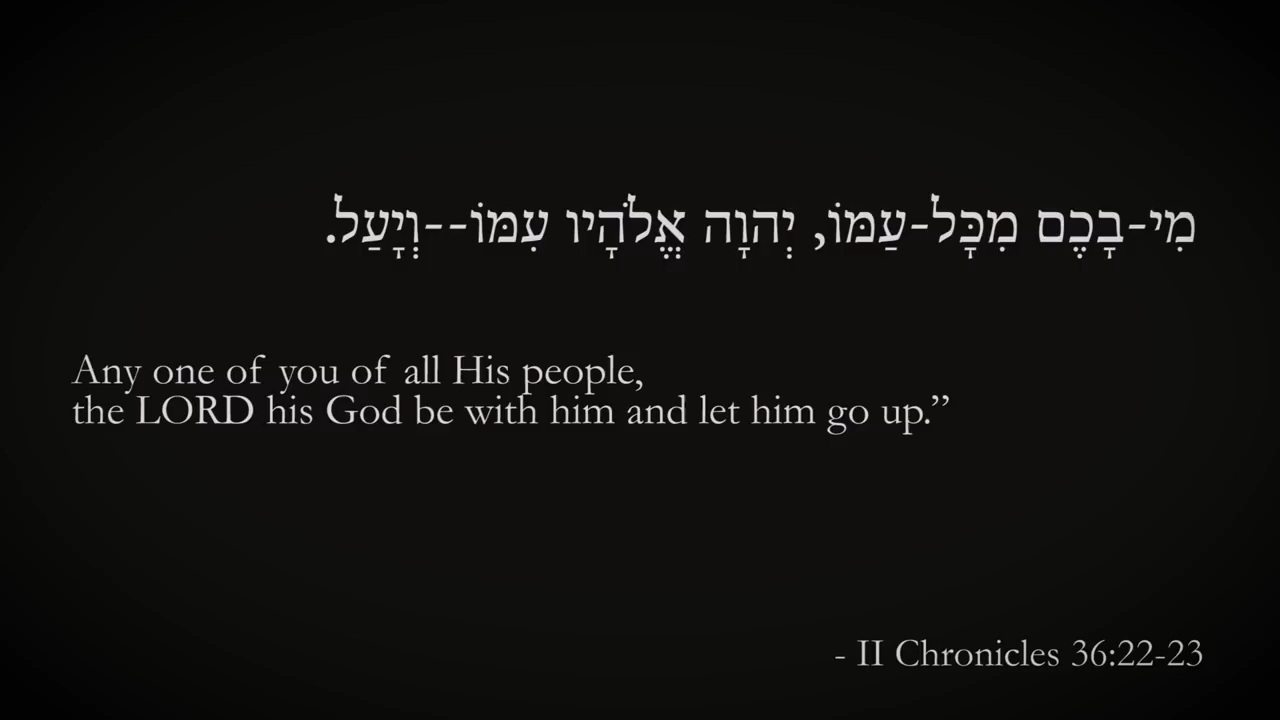 מִי-בָכֶם מִכָּל-עַמּוֹ, יְהוָה אֱלֹהָיו עִמּוֹ--וְיָעַל.
Any one of you of all His people,
the LORD his God be with him and let him go up.”
- II Chronicles 36:22-23